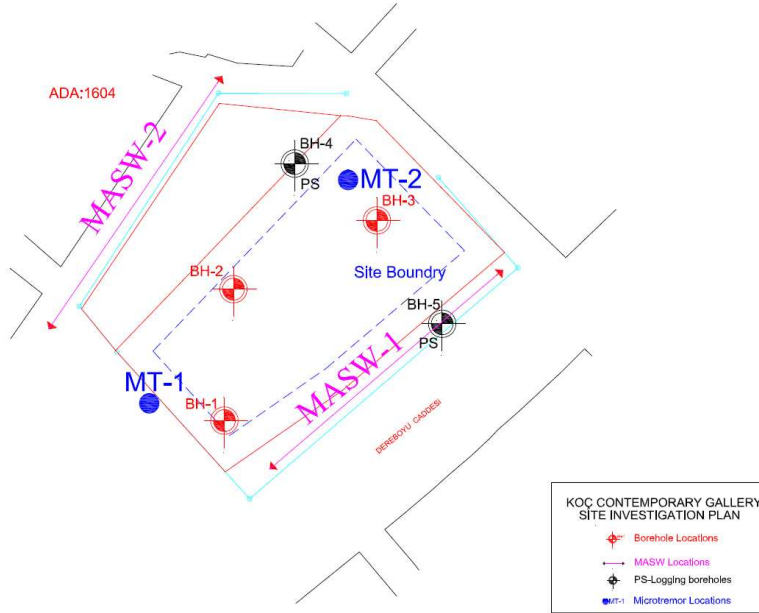 ADA:1604
MASW-2
BH-4
PS
MT-2
BH-3
BH-2
Site Boundry
BH-5
PS
MASW-1
MT-1
BH-1
DEREBOYU CADDESİ
KOÇ CONTEMPORARY GALLERY
SİTE INVESTIGATION PLAN
Borehole Locations
MASW Locations
PS-Logging boreholes
MT-1 Microtremor Locations